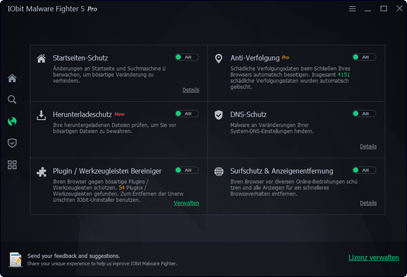 IObit Malware Fighter 5 Pro
Startseiten-Schutz
AN
Änderungen an Startseite und Suchmaschine ü
berwachen, um bösartige Veränderung zu
verhindern.
Details
Anti-Verfolgung Pro
AN
Schädliche Verfolgungsdaten beim Schließen Ihres
Browsers automatisch beseitigen. Insgesamt 4151
schädliche Verfolgungsdaten wurden automatisch
gelöscht.
Herunterladeschutz New
AN
Ihre heruntergeladenen Dateien prüfen, um Sie vor
bösartigen Dateien zu bewahren.
DNS-Schutz
AN
Malware an Veränderungen Ihrer
System-DNS-Einstellungen hindern.
Details
Plugin / Werkzeugleisten Bereiniger
AN
Ihren Browser gegen bösartige Plugins /
Werkzeugleisten schützen. 54 Plugins /
Werkzeugleisten gefunden. Zum Entfernen der Unerw
ünschten IObit-Uninstaller benutzen.
Verwalten
Surfschutz & Anzeigenentfernung
AN
Ihren Browser vor diversen Online-Bedrohungen schü
tzen und alle Anzeigen für ein schnelleres
Browserverhalten entfernen.
Details
Send your feedback and suggestions.
Share your unique experience to help us improve IObit Malware Fighter.
Lizenz verwalten